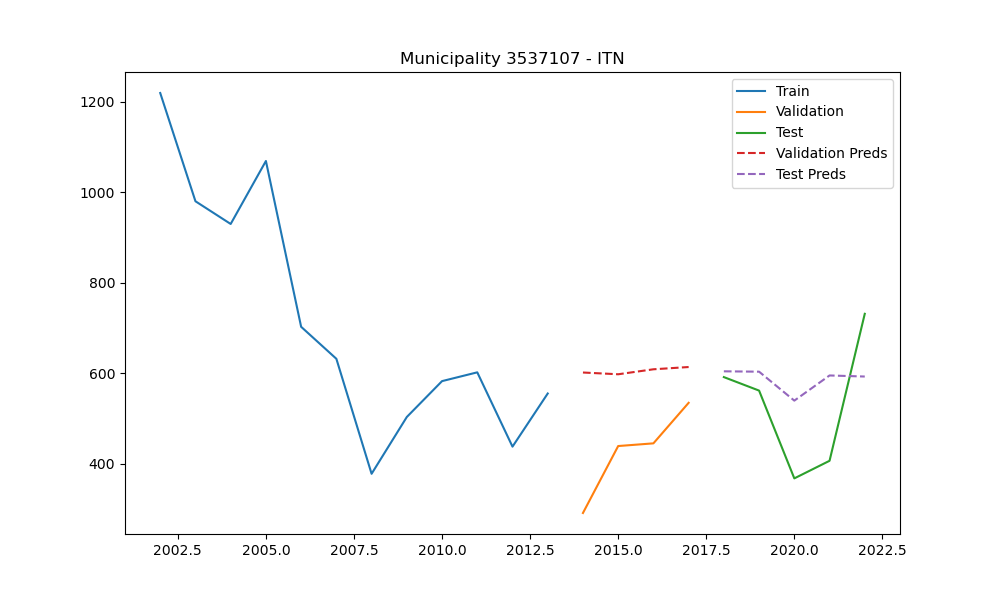 Municipality 3537107 - ITN
Train
Validation
Test
Validation Preds
Test Preds
1200
1000
800
600
400
2002.5 2005.0 2007.5 2010.0 2012.5 2015.0 2017.5 2020.0 2022.5